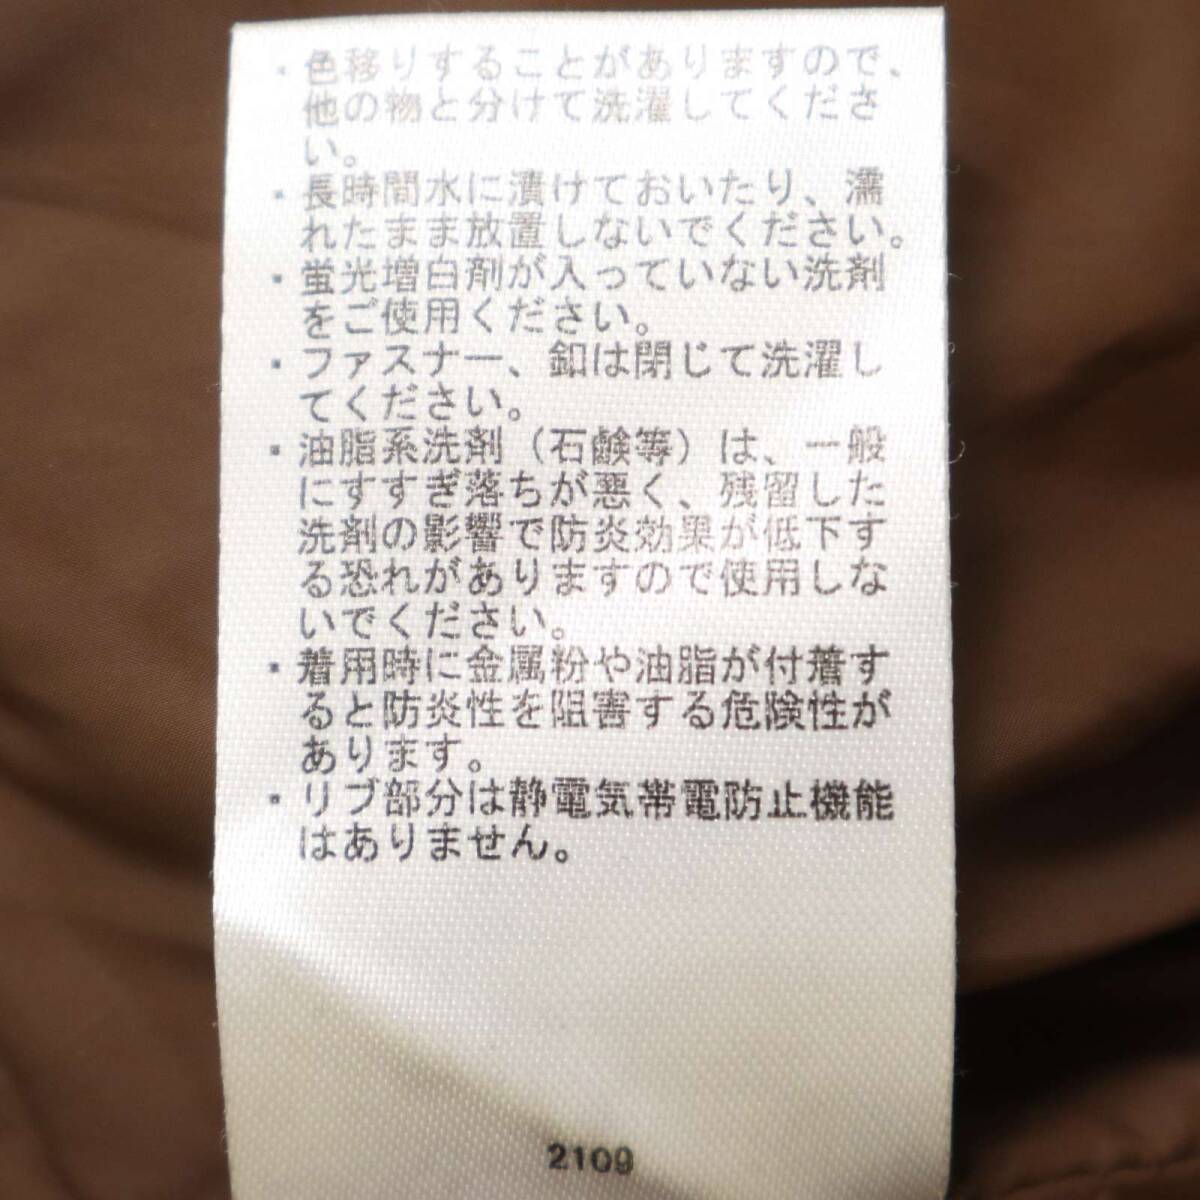 ・色移りすることがありますので、
他の物と分けて洗濯してくださ
い。
・長時間水に漬けておいたり、濡
れたまま放置しないでください。
・蛍光増白剤が入っていない洗剤
をご使用ください。
・ファスナー、釦は閉じて洗濯し
てください。
・油脂系洗剤（石鹸等）は、一般
にすすぎ落ちが悪く、残留した
洗剤の影響で防炎効果が低下す
る恐れがありますので使用しな
いでください。
・着用時に金属粉や油脂が付着す
ると防炎性を阻害する危険性が
あります。
・リブ部分は静電気帯電防止機能
はありません。
2109